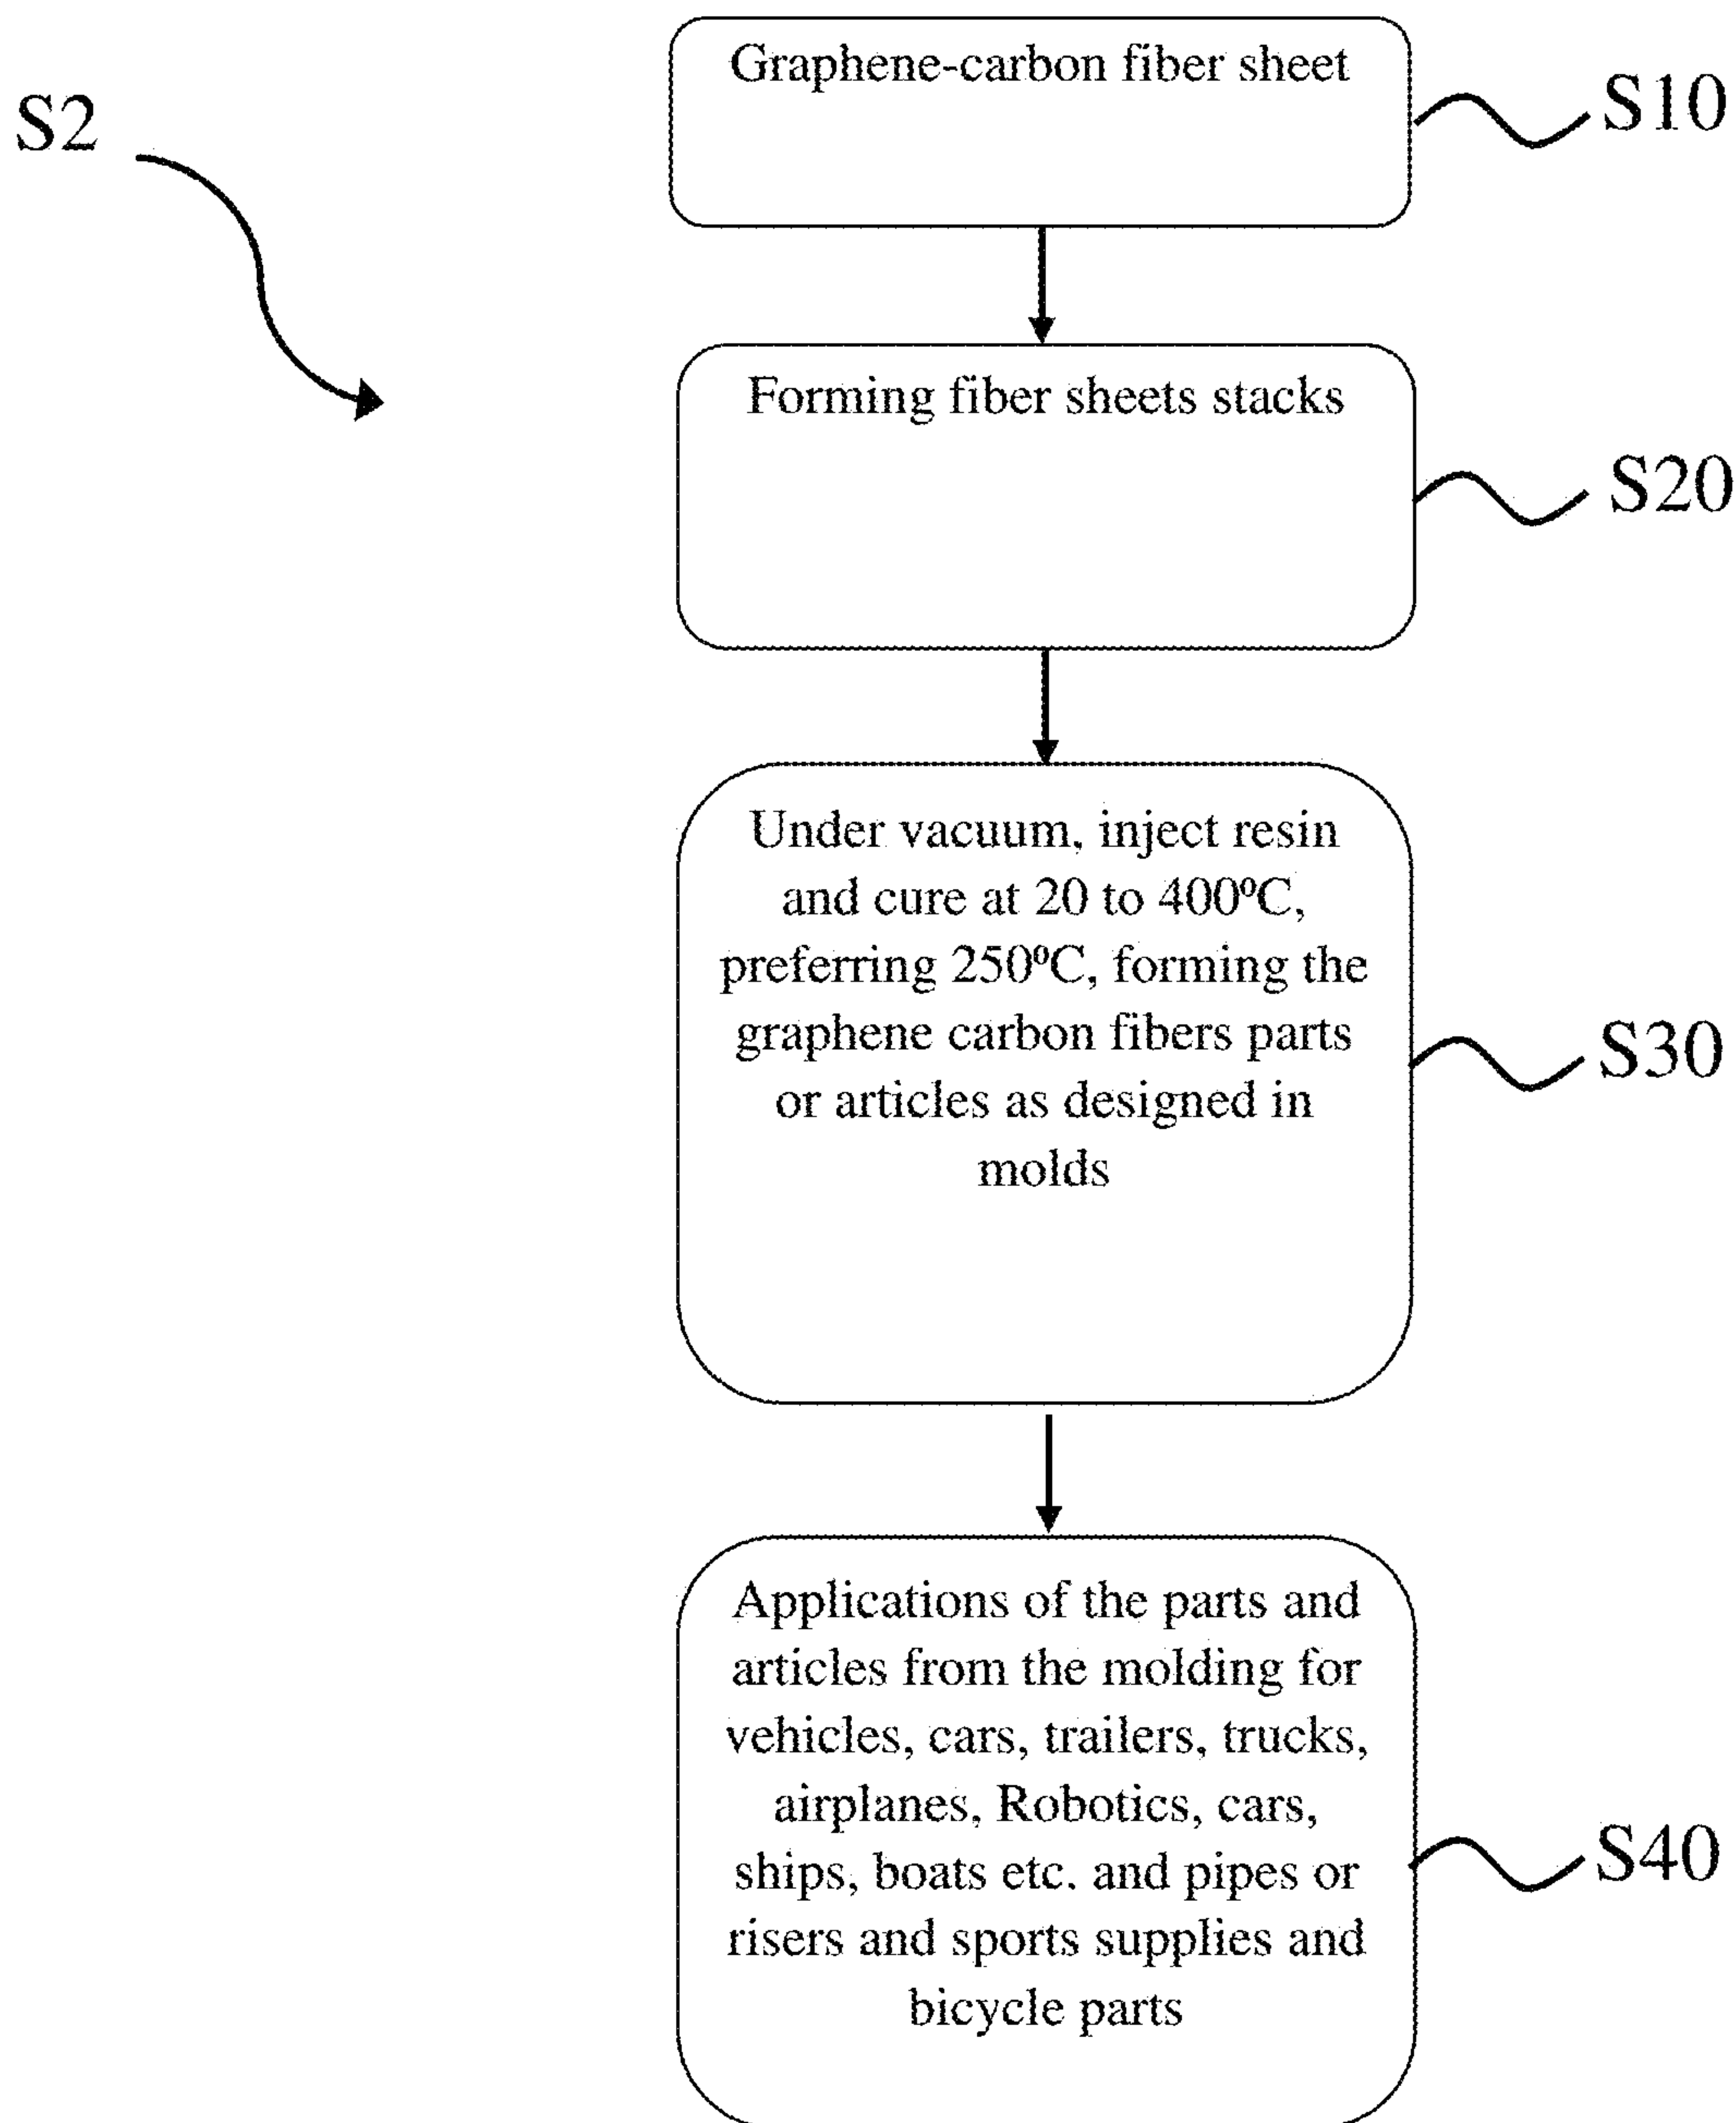 S2
Graphene-carbon fiber sheet
S10
Forming fiber sheets stacks
S20
Under vacuum, inject resin
and cure at 20 to 400⁰C,
preferring 250⁰C, forming the
graphene carbon fibers parts
or articles as designed in
molds
S30
Applications of the parts and
articles from the molding for
vehicles, cars, trailers, trucks,
airplanes, Robotics, cars,
ships, boats etc. and pipes or
risers and sports supplies and
bicycle parts
S40